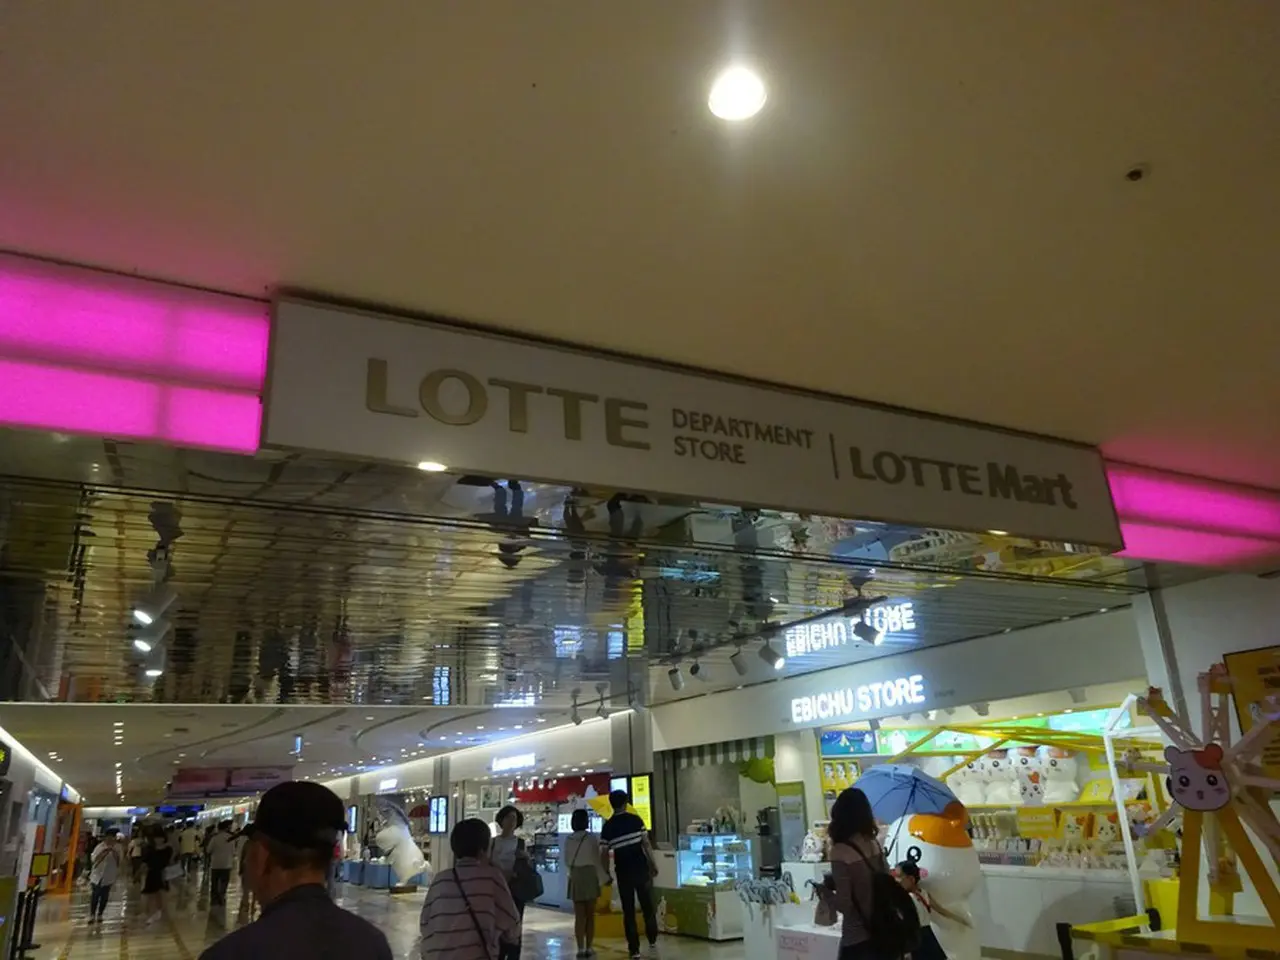 LOTTE DEPARTMENT STORE | LOTTE Mart
EBICHU STORE